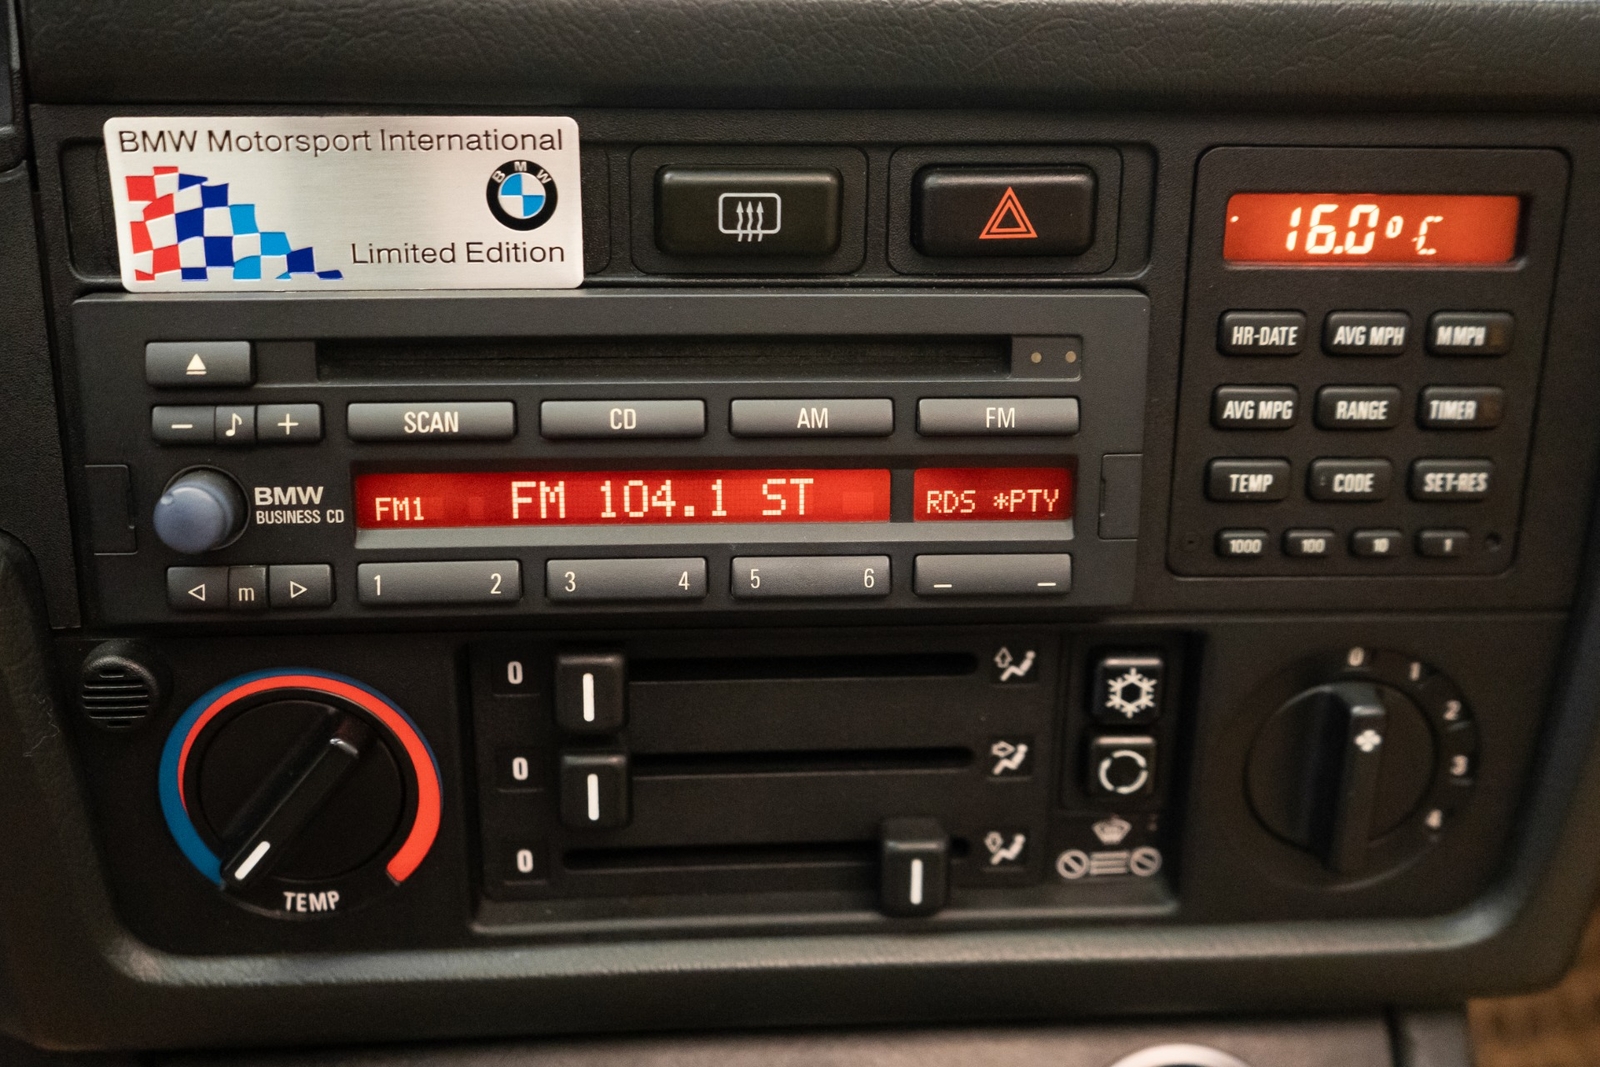 BMW Motorsport International
BMW
Limited Edition
16.0°C
HR-DATE AVG MPH MMPH
AVG MPG RANGE TIMER
TEMP CODE SET-RES
1000 100 10 1
− + SCAN CD AM FM
BMW
BUSINESS CD
FM1 FM 104.1 ST RDS *PTY
m 1 2 3 4 5 6 – –
0
0
0
TEMP
0 1 2 3 4